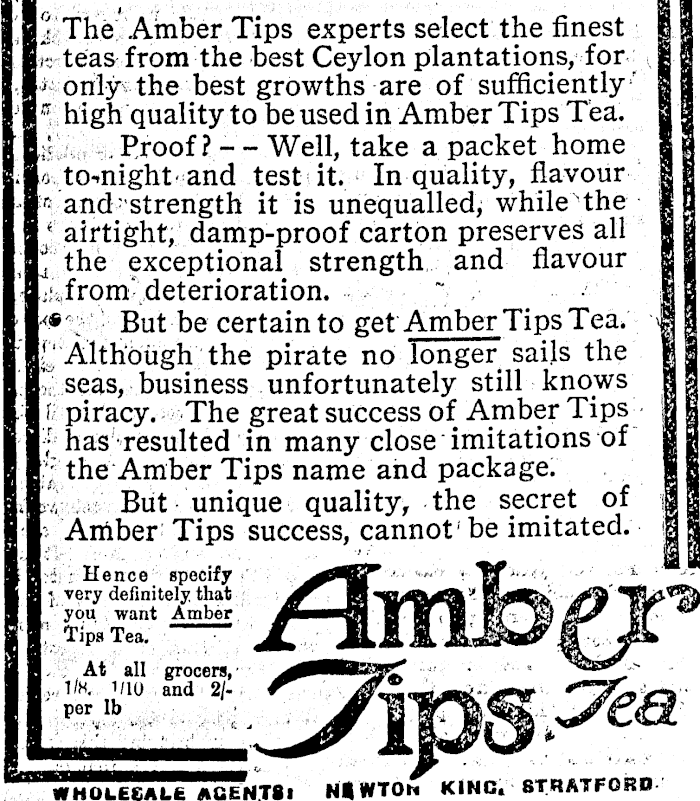 The Amber Tips experts select the finest
teas from the best Ceylon plantations, for
only the best growths are of sufficiently
high quality to be used in Amber Tips Tea.
Proof? -- Well, take a packet home
to-night and test it. In quality, flavour
and strength it is unequalled, while the
airtight, damp-proof carton preserves all
the exceptional strength and flavour
from deterioration.
But be certain to get Amber Tips Tea.
Although the pirate no longer sails the
seas, business unfortunately still knows
piracy. The great success of Amber Tips
has resulted in many close imitations of
the Amber Tips name and package.
But unique quality, the secret of
Amber Tips success, cannot be imitated.
Hence specify
very definitely that
you want Amber
Tips Tea.
At all grocers,
1/8, 1/10 and 2/-
per lb
Amber
Tips Tea
WHOLESALE AGENTS: NEWTON KING, STRATFORD.